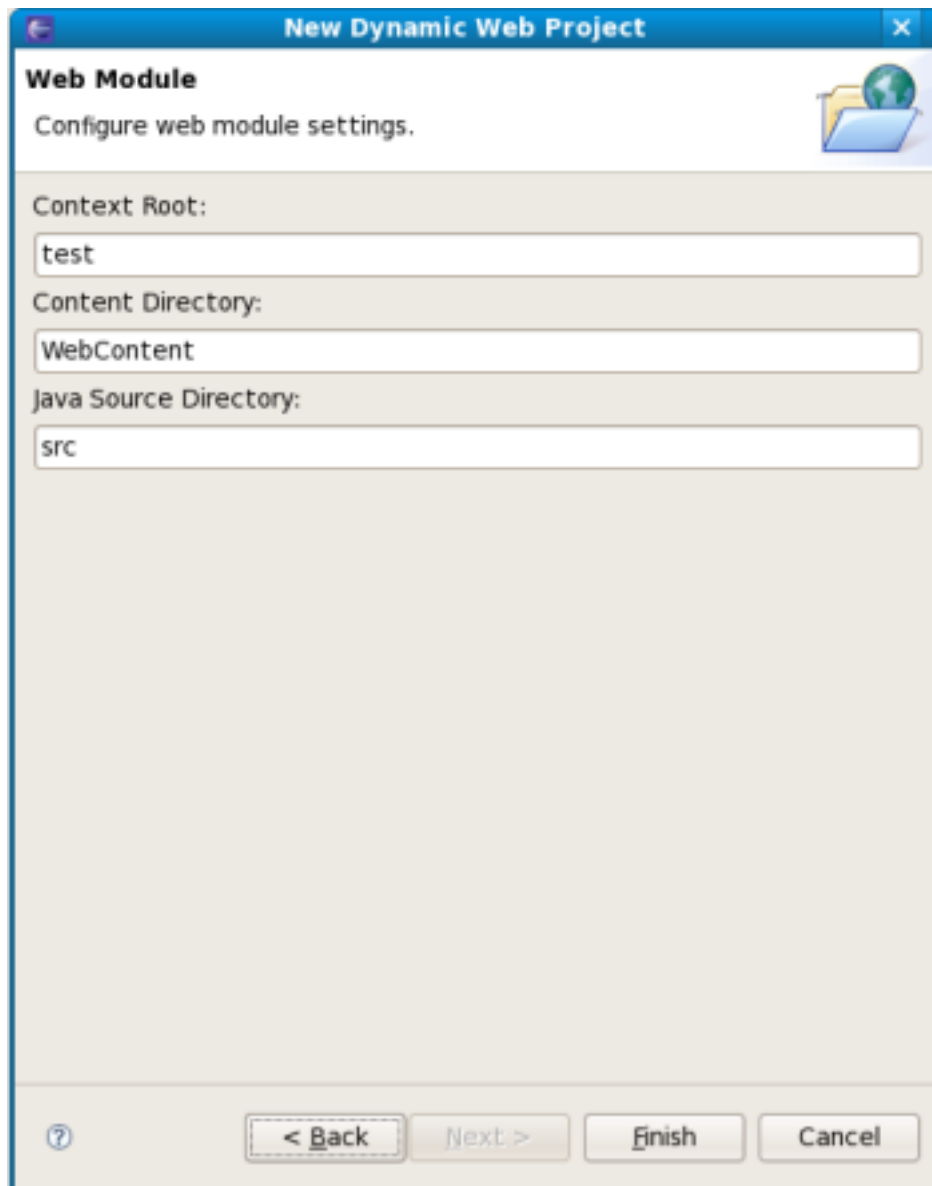 New Dynamic Web Project
Web Module
Configure web module settings.
Context Root:
test
Content Directory:
WebContent
Java Source Directory:
src
< Back Next > Finish Cancel